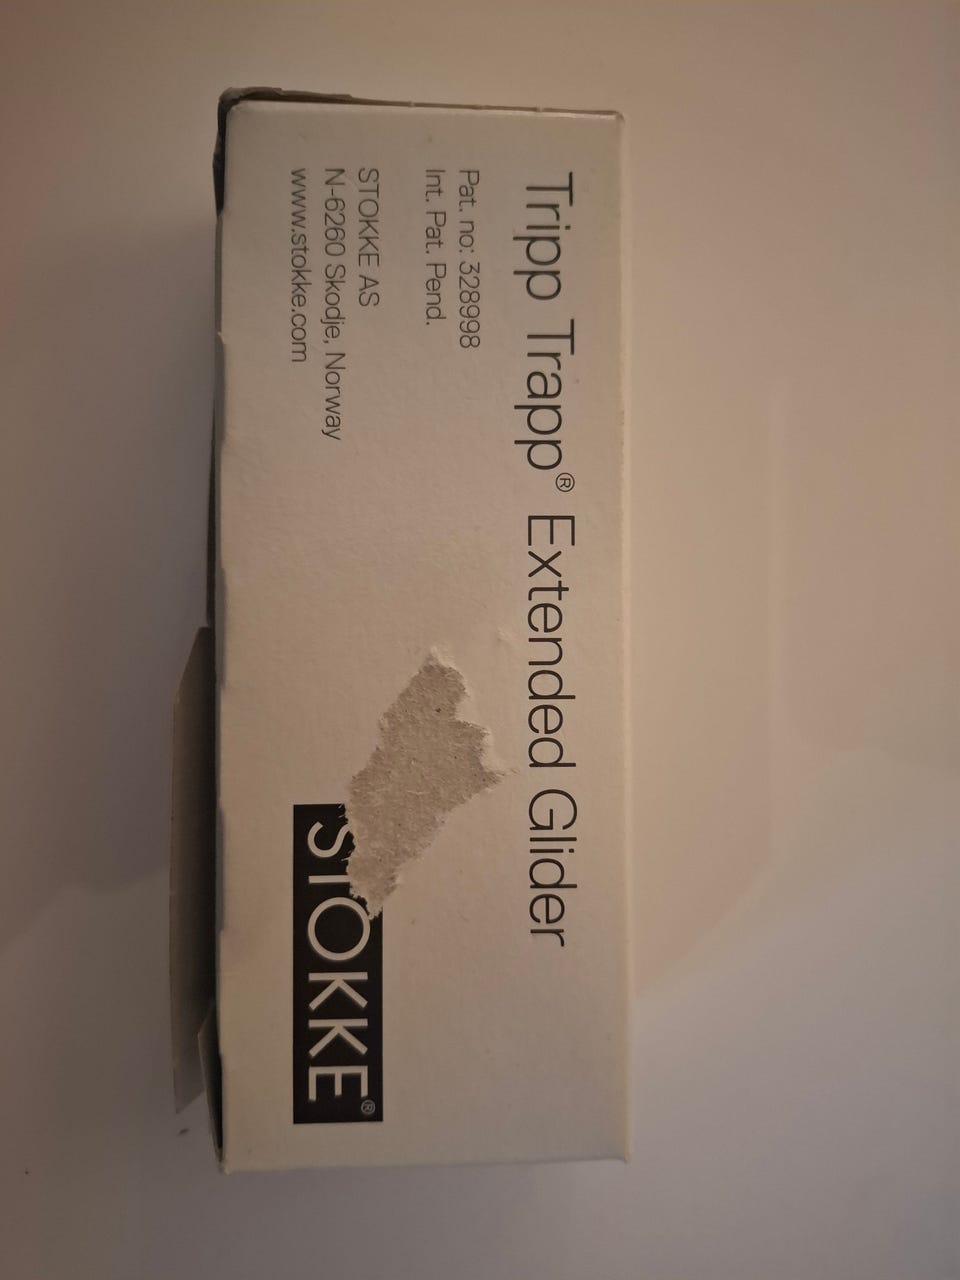 Tripp Trapp® Extended Glider
Pat. no: 328998
Int. Pat. Pend.
STOKKE AS
N-6260 Skodje, Norway
www.stokke.com
STOKKE®